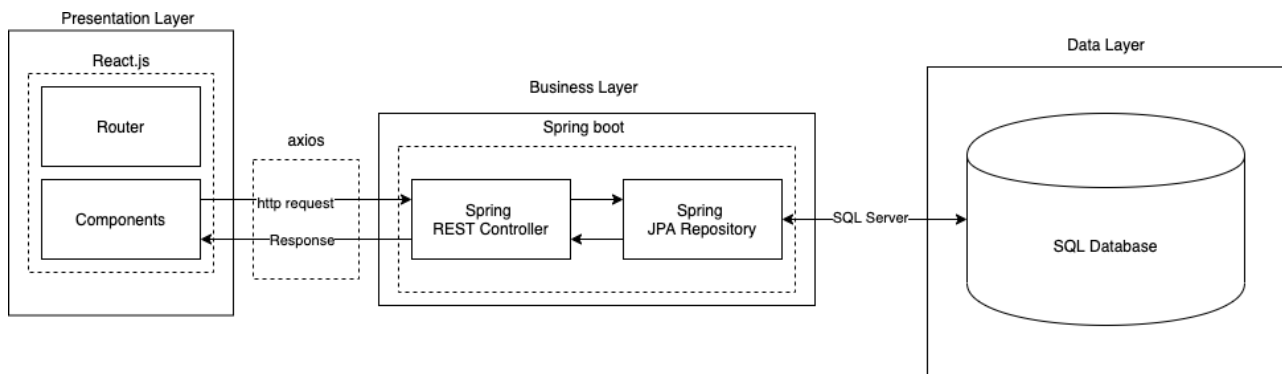 Presentation Layer
React.js
Router
Components
axios
http request
Response
Business Layer
Spring boot
Spring
REST Controller
Spring
JPA Repository
SQL Server
Data Layer
SQL Database